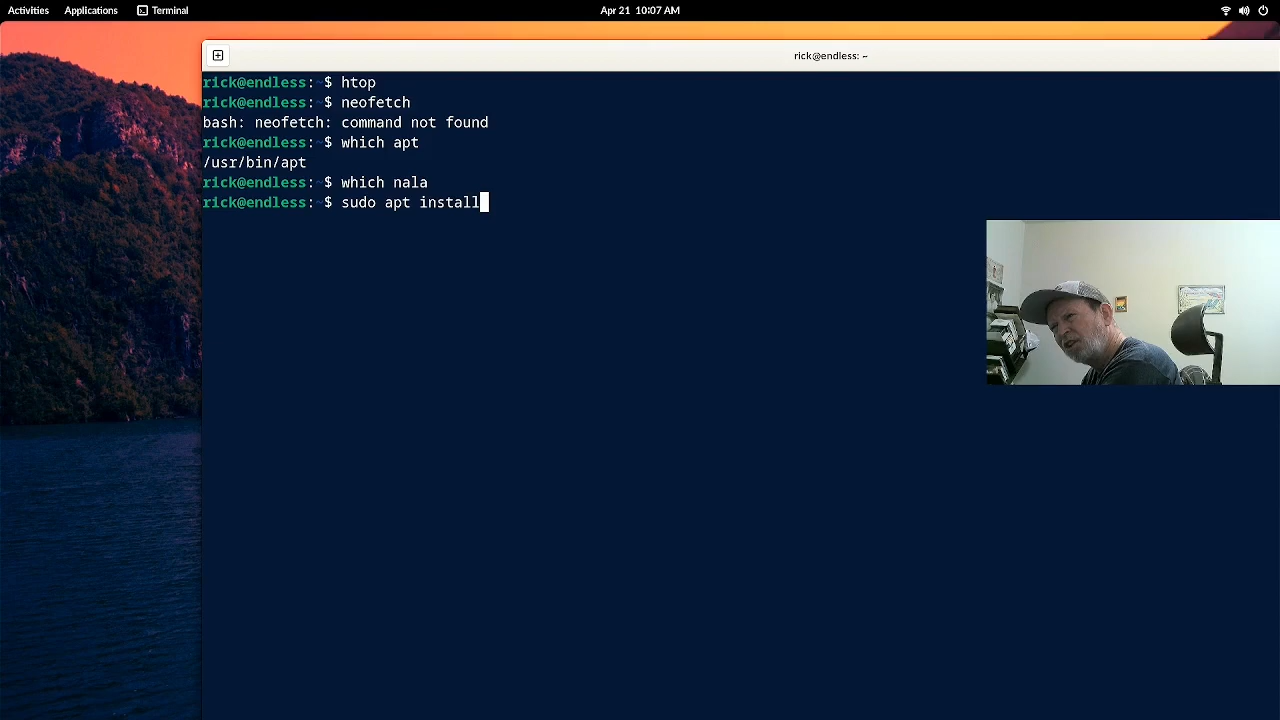 Activities Applications Terminal Apr 21 10:07 AM
rick@endless: ~
rick@endless:~$ htop
rick@endless:~$ neofetch
bash: neofetch: command not found
rick@endless:~$ which apt
/usr/bin/apt
rick@endless:~$ which nala
rick@endless:~$ sudo apt install